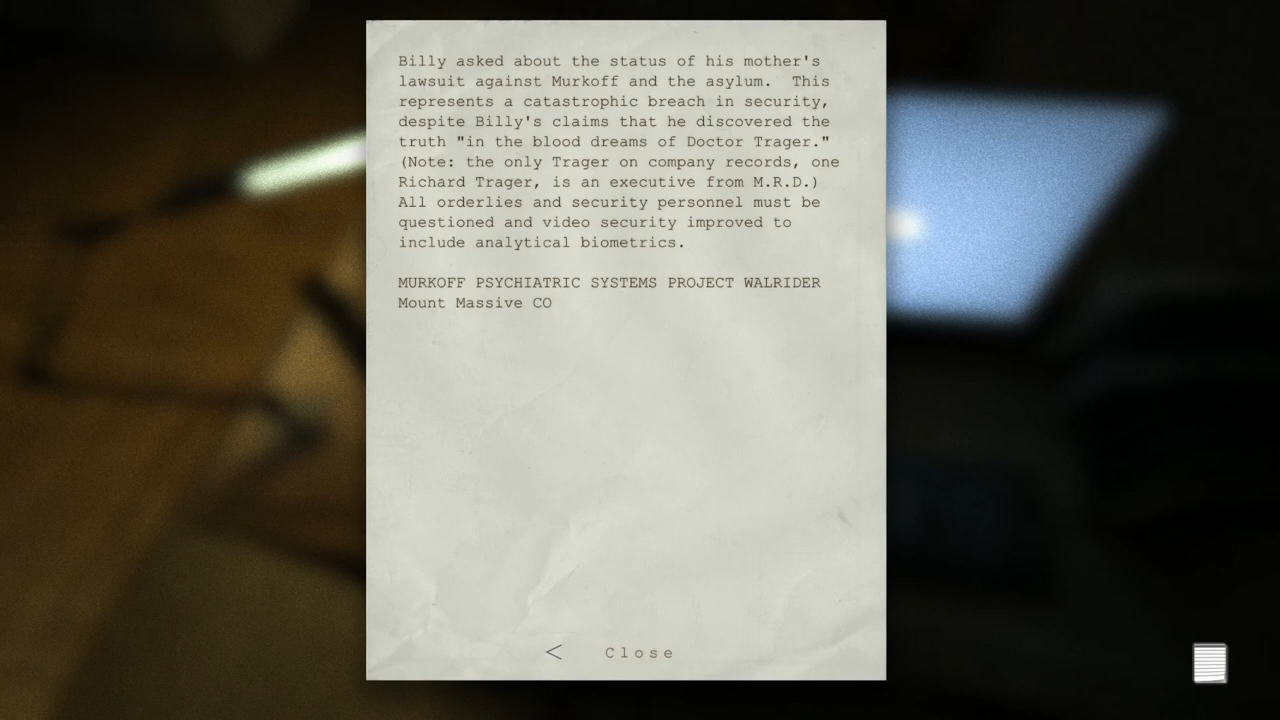 Billy asked about the status of his mother's
lawsuit against Murkoff and the asylum.  This
represents a catastrophic breach in security,
despite Billy's claims that he discovered the
truth "in the blood dreams of Doctor Trager."
(Note: the only Trager on company records, one
Richard Trager, is an executive from M.R.D.)
All orderlies and security personnel must be
questioned and video security improved to
include analytical biometrics.

MURKOFF PSYCHIATRIC SYSTEMS PROJECT WALRIDER
Mount Massive CO
< Close